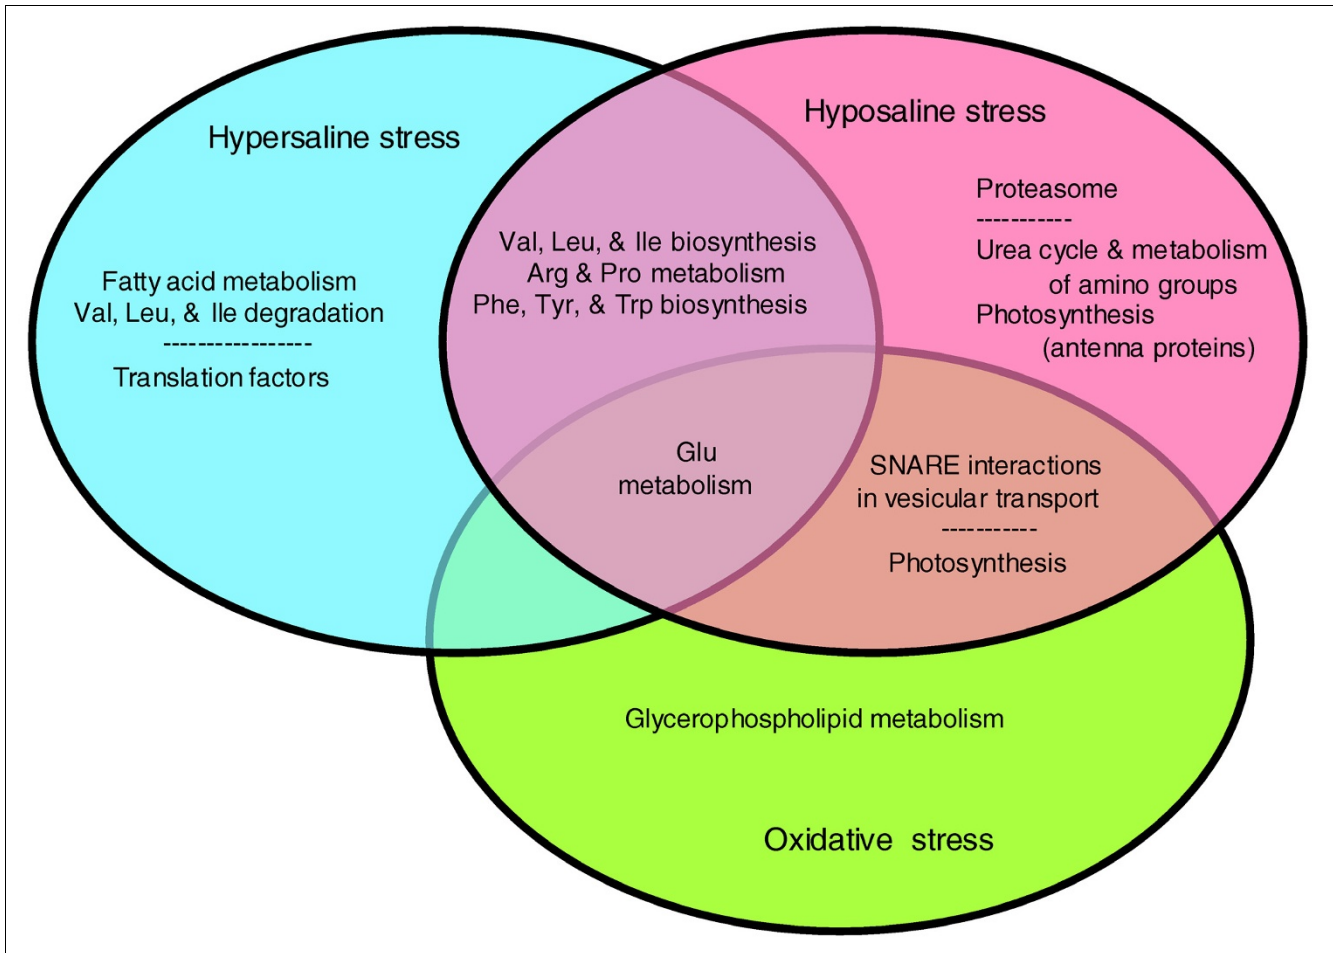 Hypersaline stress
Fatty acid metabolism
Val, Leu, & Ile degradation
-----------------
Translation factors
Val, Leu, & Ile biosynthesis
Arg & Pro metabolism
Phe, Tyr, & Trp biosynthesis
Hyposaline stress
Proteasome
-----------
Urea cycle & metabolism
of amino groups
Photosynthesis
(antenna proteins)
Glu
metabolism
SNARE interactions
in vesicular transport
-----------
Photosynthesis
Glycerophospholipid metabolism
Oxidative stress